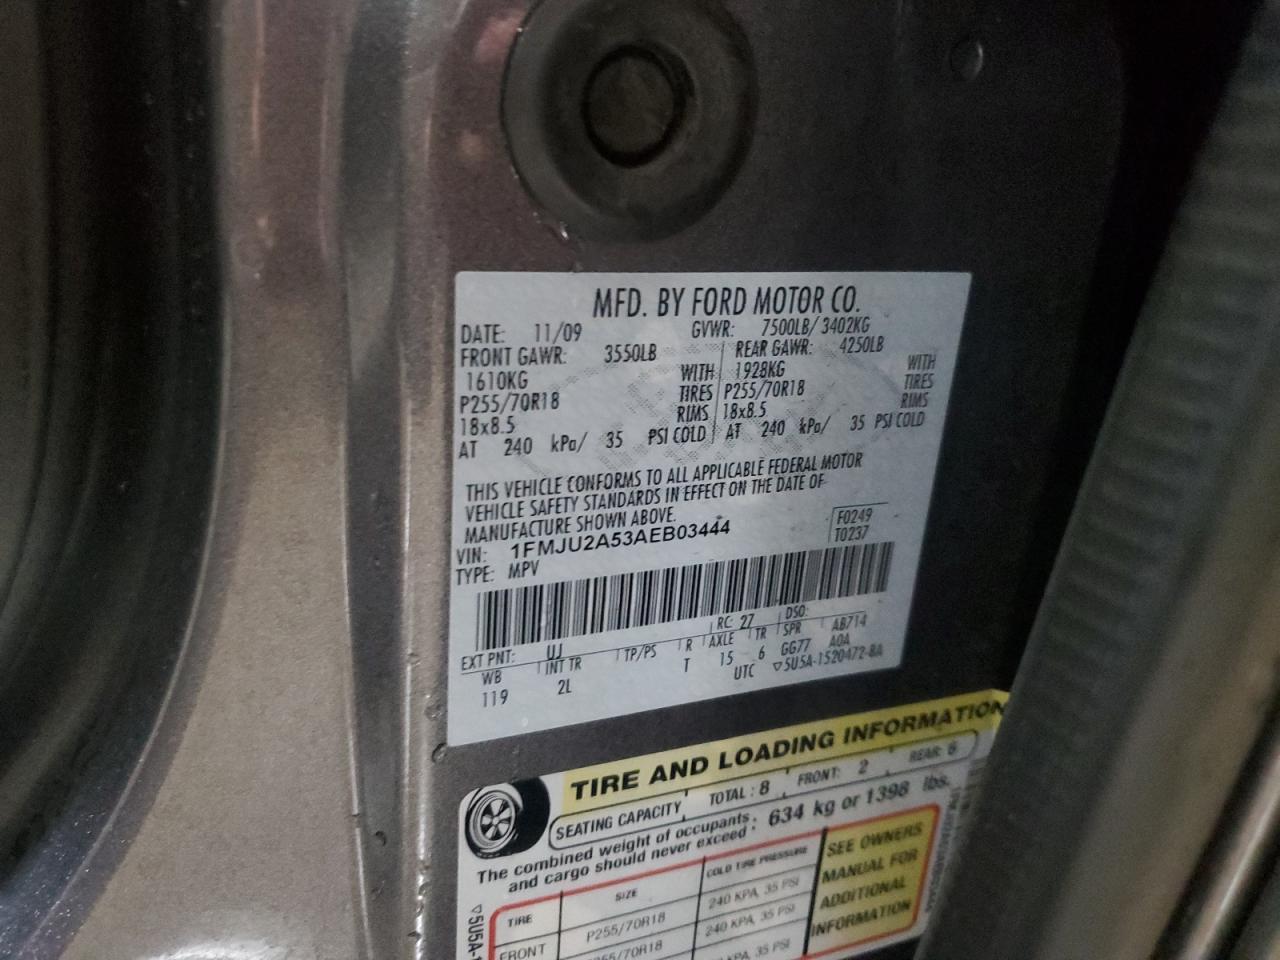 MFD. BY FORD MOTOR CO.
DATE: 11/09 GVWR: 7500LB/ 3402KG
FRONT GAWR: 3550LB REAR GAWR: 4250LB
1610KG WITH 1928KG WITH
P255/70R18 TIRES P255/70R18 TIRES
18x8.5 RIMS 18x8.5 RIMS
AT 240 kPa/ 35 PSI COLD AT 240 kPa/ 35 PSI COLD
THIS VEHICLE CONFORMS TO ALL APPLICABLE FEDERAL MOTOR
VEHICLE SAFETY STANDARDS IN EFFECT ON THE DATE OF
MANUFACTURE SHOWN ABOVE.
VIN: 1FMJU2A53AEB03444 F0249
TYPE: MPV T0237
EXT PNT: UJ RC: 27 DSO:
WB INT TR TP/PS R AXLE TR SPR AB714
119 2L T 15 6 GG77 A0A
UTC ▽5U5A-1520472-BA
TIRE AND LOADING INFORMATION
SEATING CAPACITY TOTAL : 8 FRONT: 2 REAR: 6
The combined weight of occupants
and cargo should never exceed : 634 kg or 1398 lbs.
TIRE SIZE COLD TIRE PRESSURE
FRONT P255/70R18 240 KPA, 35 PSI
255/70R18 240 KPA, 35 PSI
KPA, 35 PSI
SEE OWNERS
MANUAL FOR
ADDITIONAL
INFORMATION
▽5U5A-1